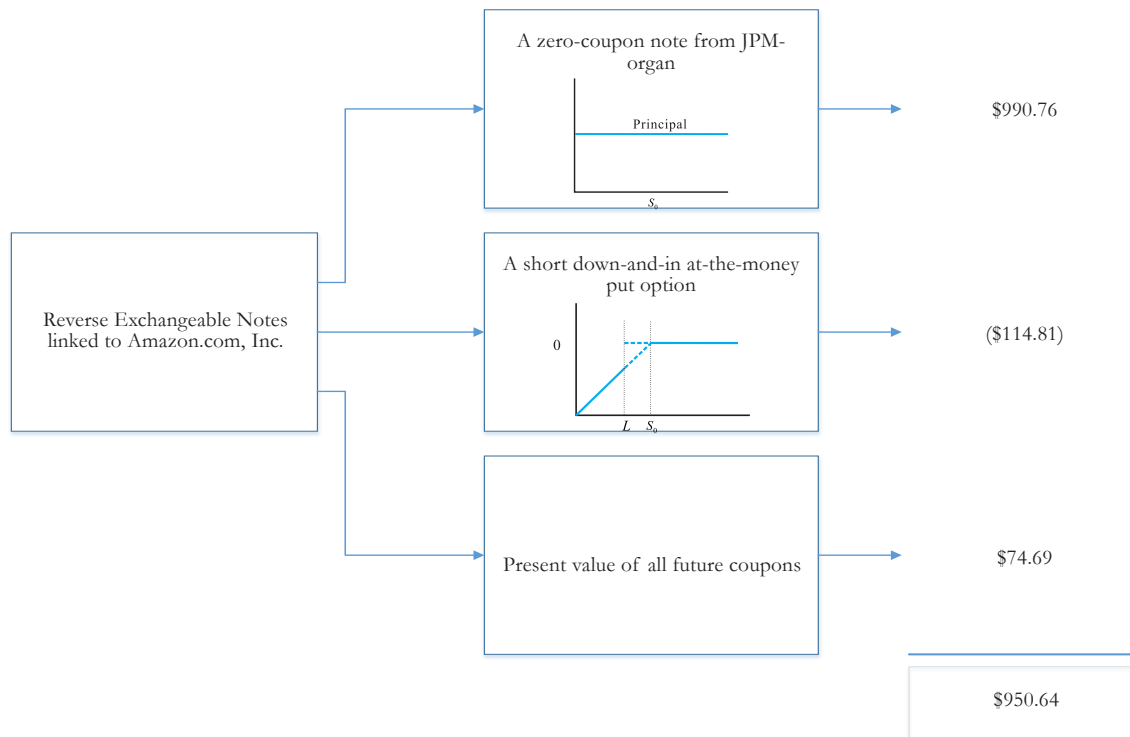 A zero-coupon note from JPM-
organ
Principal
S₀
$990.76
Reverse Exchangeable Notes
linked to Amazon.com, Inc.
A short down-and-in at-the-money
put option
0
L S₀
($114.81)
Present value of all future coupons
$74.69
$950.64